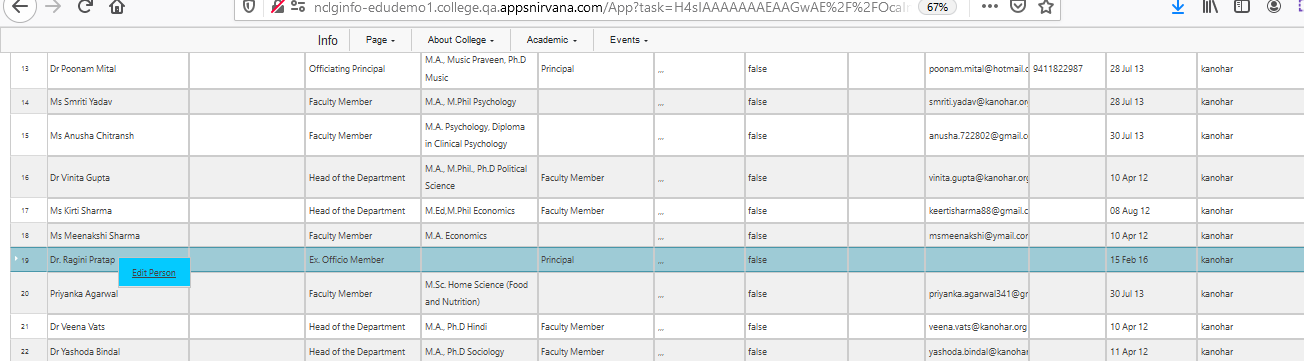 nclginfo-edudemo1.college.qa.appsnirvana.com/App?task=H4sIAAAAAAAEAAGwAE%2F%2FOcaIn 67%
Info Page About College Academic Events
13 Dr Poonam Mital Officiating Principal M.A., Music Praveen, Ph.D Principal ,,, false poonam.mital@hotmail.c 9411822987 28 Jul 13 kanohar
Music
14 Ms Smriti Yadav Faculty Member M.A., M.Phil Psychology ,,, false smriti.yadav@kanohar.or 28 Jul 13 kanohar
15 Ms Anusha Chitransh Faculty Member M.A. Psychology, Diploma ,,, false anusha.722802@gmail.c 30 Jul 13 kanohar
in Clinical Psychology
16 Dr Vinita Gupta Head of the Department M.A., M.Phil., Ph.D Political Faculty Member ,,, false vinita.gupta@kanohar.org 10 Apr 12 kanohar
Science
17 Ms Kirti Sharma Head of the Department M.Ed,M.Phil Economics Faculty Member ,,, false keertisharma88@gmail.c 08 Aug 12 kanohar
18 Ms Meenakshi Sharma Faculty Member M.A. Economics ,,, false msmeenakshi@ymail.com 10 Apr 12 kanohar
19 Dr. Ragini Pratap Ex. Officio Member Principal ,,, false 15 Feb 16 kanohar
Edit Person
20 Priyanka Agarwal Faculty Member M.Sc. Home Science (Food ,,, false priyanka.agarwal341@gr 30 Jul 13 kanohar
and Nutrition)
21 Dr Veena Vats Head of the Department M.A., Ph.D Hindi Faculty Member ,,, false veena.vats@kanohar.org 10 Apr 12 kanohar
22 Dr Yashoda Bindal Head of the Department M.A., Ph.D Sociology Faculty Member ,,, false yashoda.bindal@kanohar 11 Apr 12 kanohar